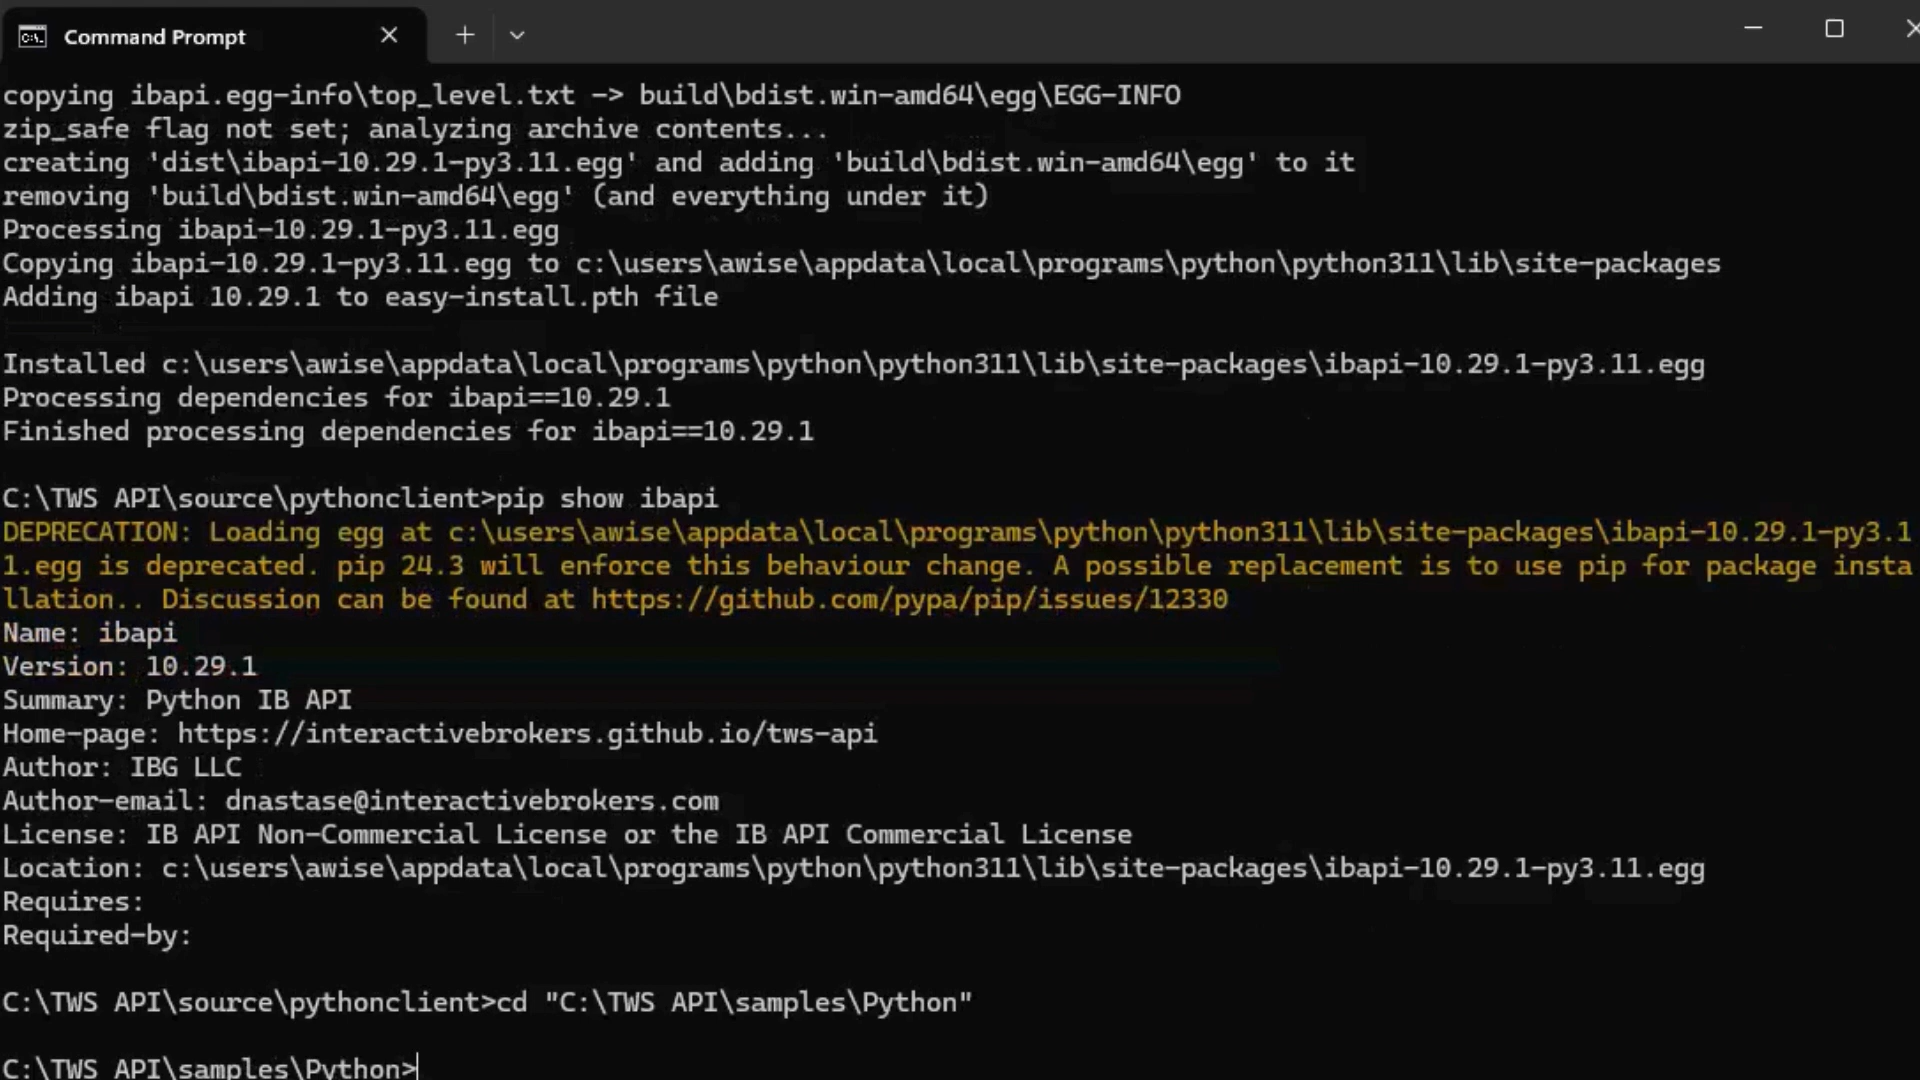 Command Prompt
copying ibapi.egg-info\top_level.txt -> build\bdist.win-amd64\egg\EGG-INFO
zip_safe flag not set; analyzing archive contents...
creating 'dist\ibapi-10.29.1-py3.11.egg' and adding 'build\bdist.win-amd64\egg' to it
removing 'build\bdist.win-amd64\egg' (and everything under it)
Processing ibapi-10.29.1-py3.11.egg
Copying ibapi-10.29.1-py3.11.egg to c:\users\awise\appdata\local\programs\python\python311\lib\site-packages
Adding ibapi 10.29.1 to easy-install.pth file
Installed c:\users\awise\appdata\local\programs\python\python311\lib\site-packages\ibapi-10.29.1-py3.11.egg
Processing dependencies for ibapi==10.29.1
Finished processing dependencies for ibapi==10.29.1
C:\TWS API\source\pythonclient>pip show ibapi
DEPRECATION: Loading egg at c:\users\awise\appdata\local\programs\python\python311\lib\site-packages\ibapi-10.29.1-py3.1
1.egg is deprecated. pip 24.3 will enforce this behaviour change. A possible replacement is to use pip for package insta
llation.. Discussion can be found at https://github.com/pypa/pip/issues/12330
Name: ibapi
Version: 10.29.1
Summary: Python IB API
Home-page: https://interactivebrokers.github.io/tws-api
Author: IBG LLC
Author-email: dnastase@interactivebrokers.com
License: IB API Non-Commercial License or the IB API Commercial License
Location: c:\users\awise\appdata\local\programs\python\python311\lib\site-packages\ibapi-10.29.1-py3.11.egg
Requires:
Required-by:
C:\TWS API\source\pythonclient>cd "C:\TWS API\samples\Python"
C:\TWS API\samples\Python>